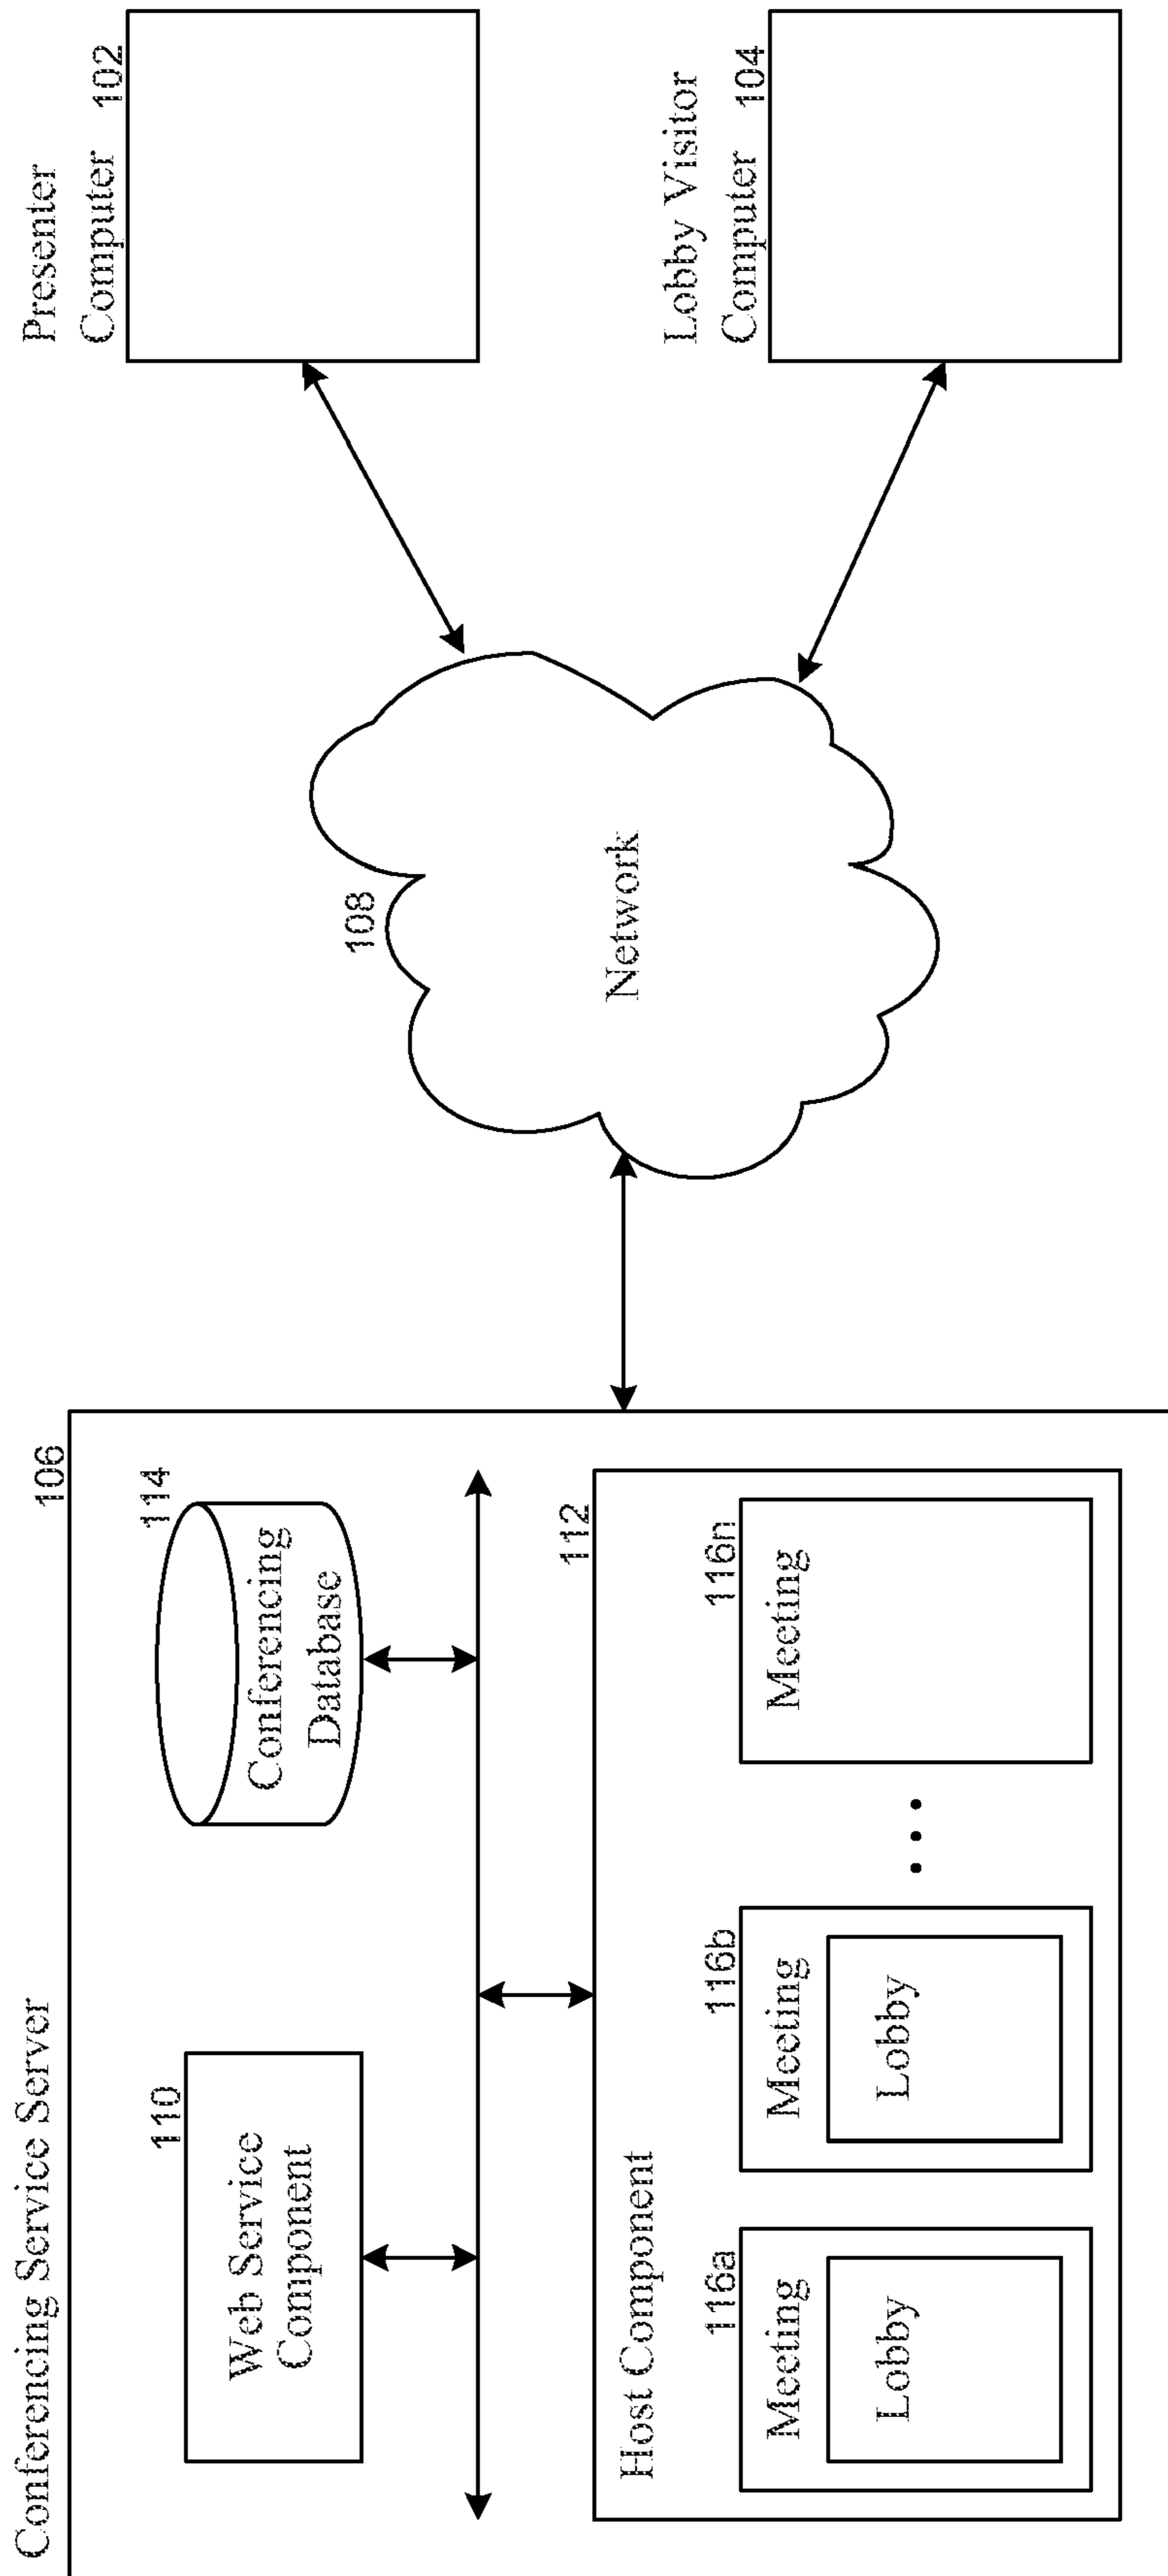 Conferencing Service Server
106
110
Web Service
Component
114
Conferencing
Database
112
Host Component
116a
Meeting
Lobby
116b
Meeting
Lobby
116n
Meeting
108
Network
Presenter
Computer 102
Lobby Visitor
Computer 104